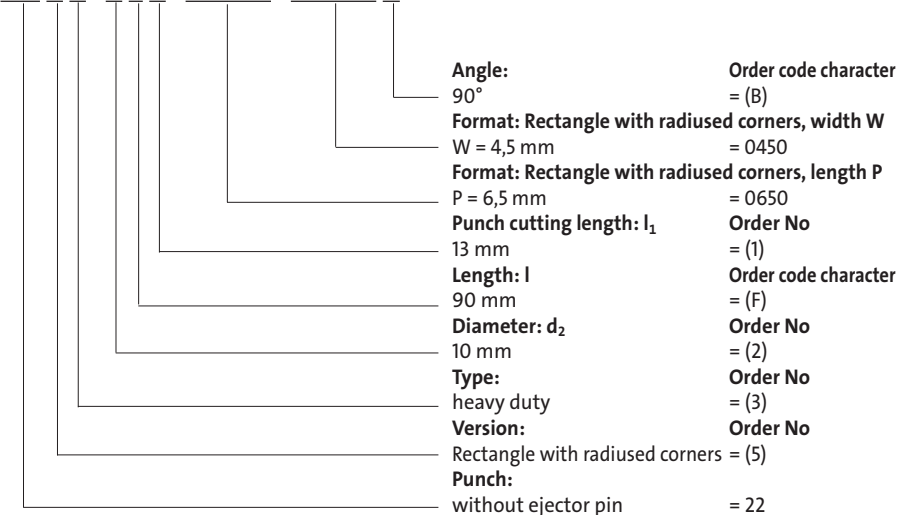 Angle: Order code character
90° = (B)
Format: Rectangle with radiused corners, width W
W = 4,5 mm = 0450
Format: Rectangle with radiused corners, length P
P = 6,5 mm = 0650
Punch cutting length: l₁ Order No
13 mm = (1)
Length: l Order code character
90 mm = (F)
Diameter: d₂ Order No
10 mm = (2)
Type: Order No
heavy duty = (3)
Version: Order No
Rectangle with radiused corners = (5)
Punch:
without ejector pin = 22